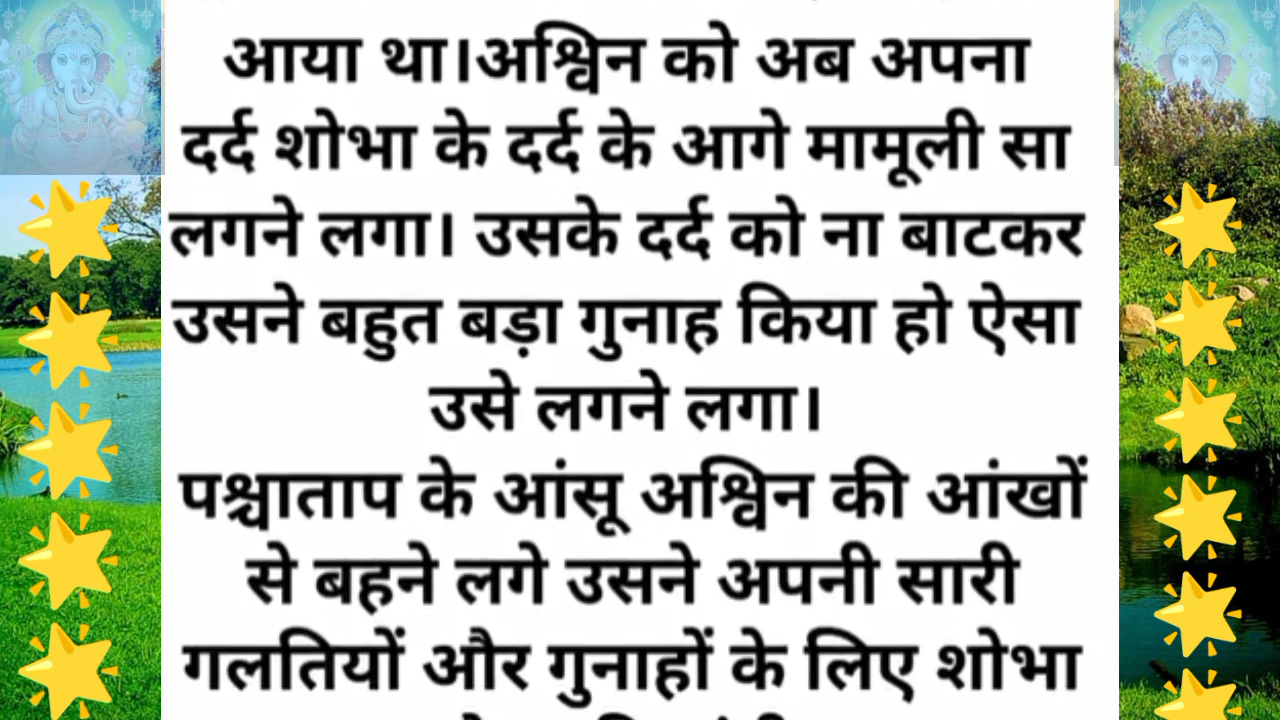 आया था।अश्विन को अब अपना
दर्द शोभा के दर्द के आगे मामूली सा
लगने लगा। उसके दर्द को ना बाटकर
उसने बहुत बड़ा गुनाह किया हो ऐसा
उसे लगने लगा।
पश्चाताप के आंसू अश्विन की आंखों
से बहने लगे उसने अपनी सारी
गलतियों और गुनाहों के लिए शोभा